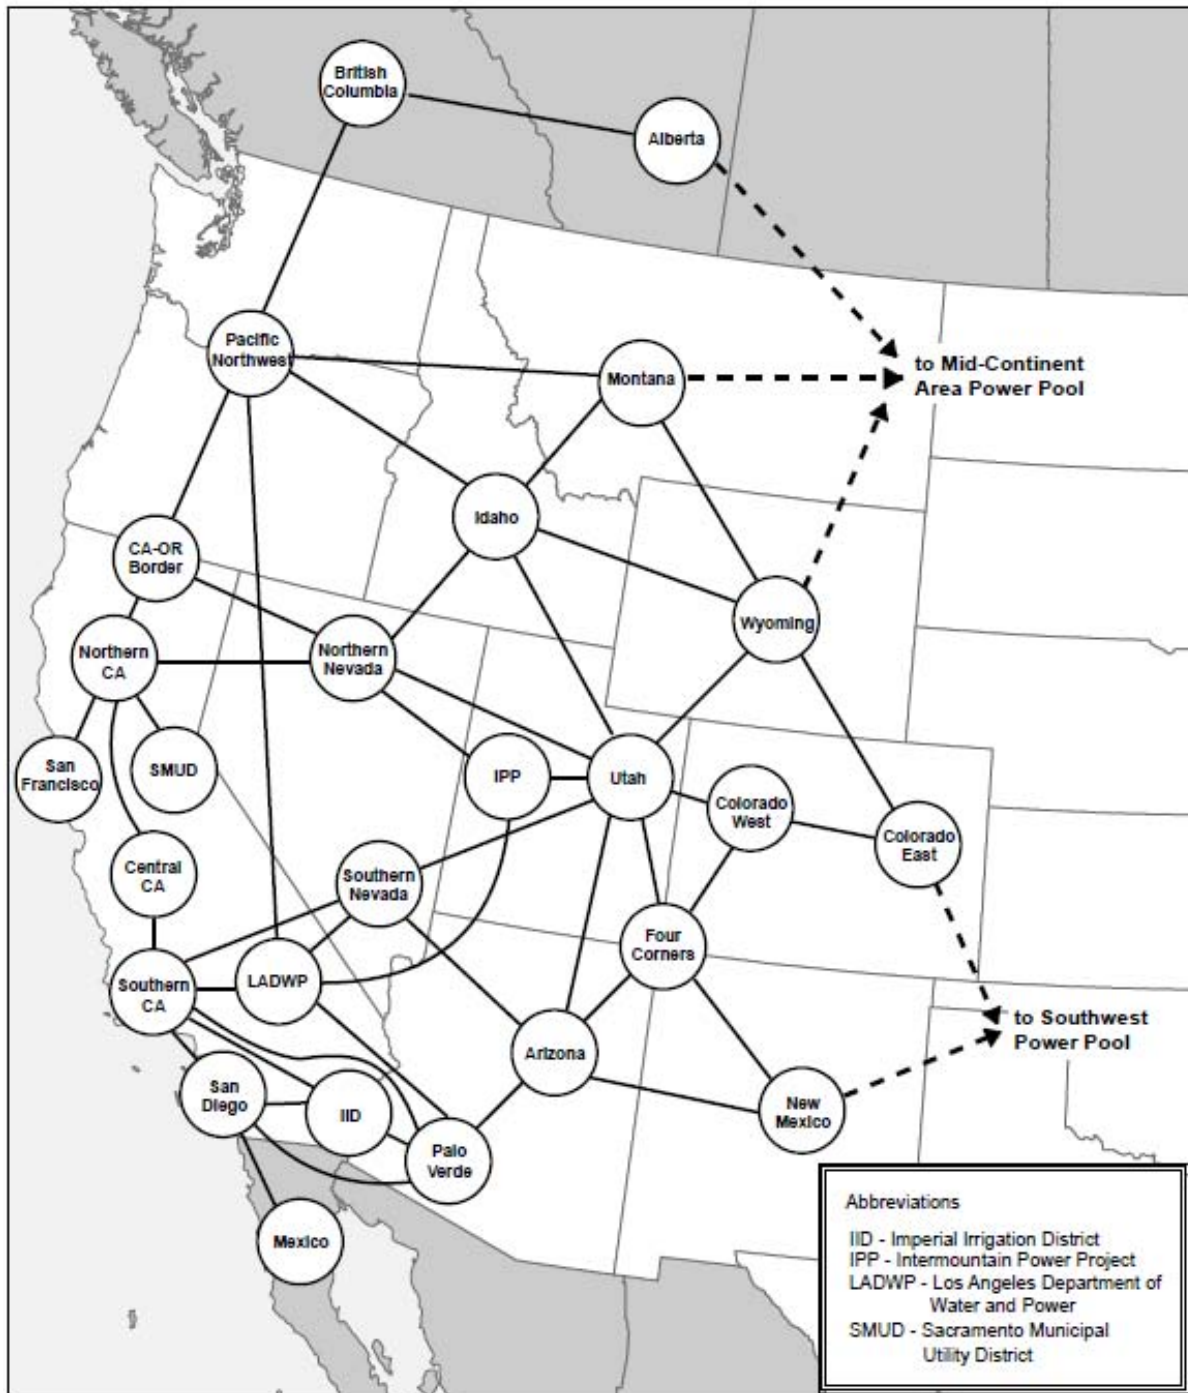 British
Columbia
Alberta
Pacific
Northwest
Montana
to Mid-Continent
Area Power Pool
Idaho
CA-OR
Border
Wyoming
Northern
CA
Northern
Nevada
San
Francisco
SMUD
IPP
Utah
Colorado
West
Colorado
East
Central
CA
Southern
Nevada
Four
Corners
Southern
CA
LADWP
to Southwest
Power Pool
Arizona
San
Diego
IID
New
Mexico
Palo
Verde
Mexico
Abbreviations
IID - Imperial Irrigation District
IPP - Intermountain Power Project
LADWP - Los Angeles Department of
Water and Power
SMUD - Sacramento Municipal
Utility District